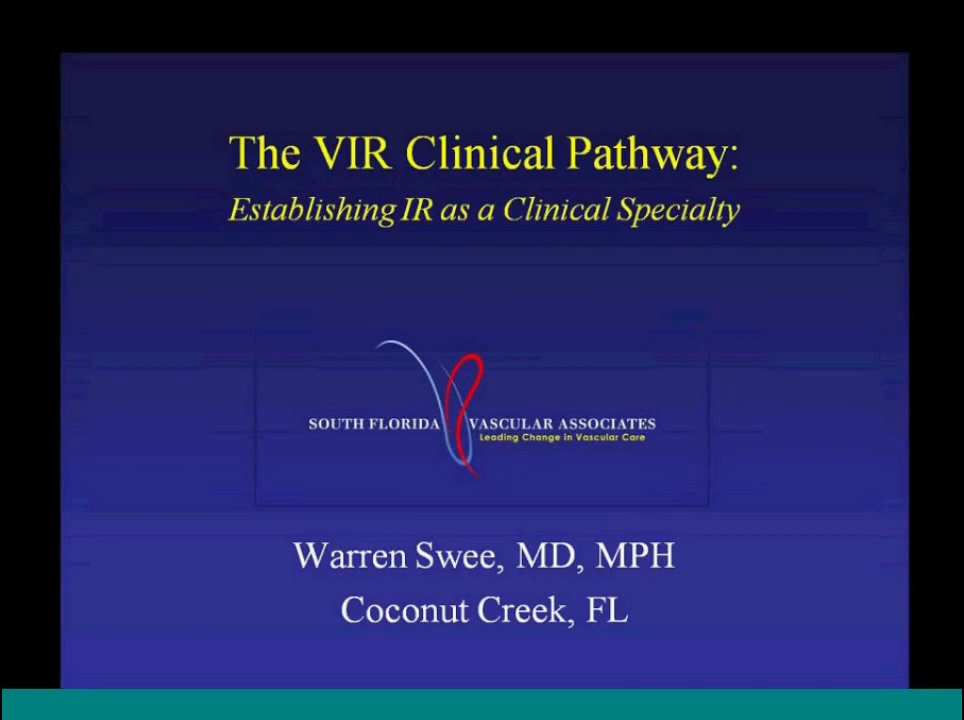 The VIR Clinical Pathway:
Establishing IR as a Clinical Specialty
SOUTH FLORIDA VASCULAR ASSOCIATES
Leading Change in Vascular Care
Warren Swee, MD, MPH
Coconut Creek, FL